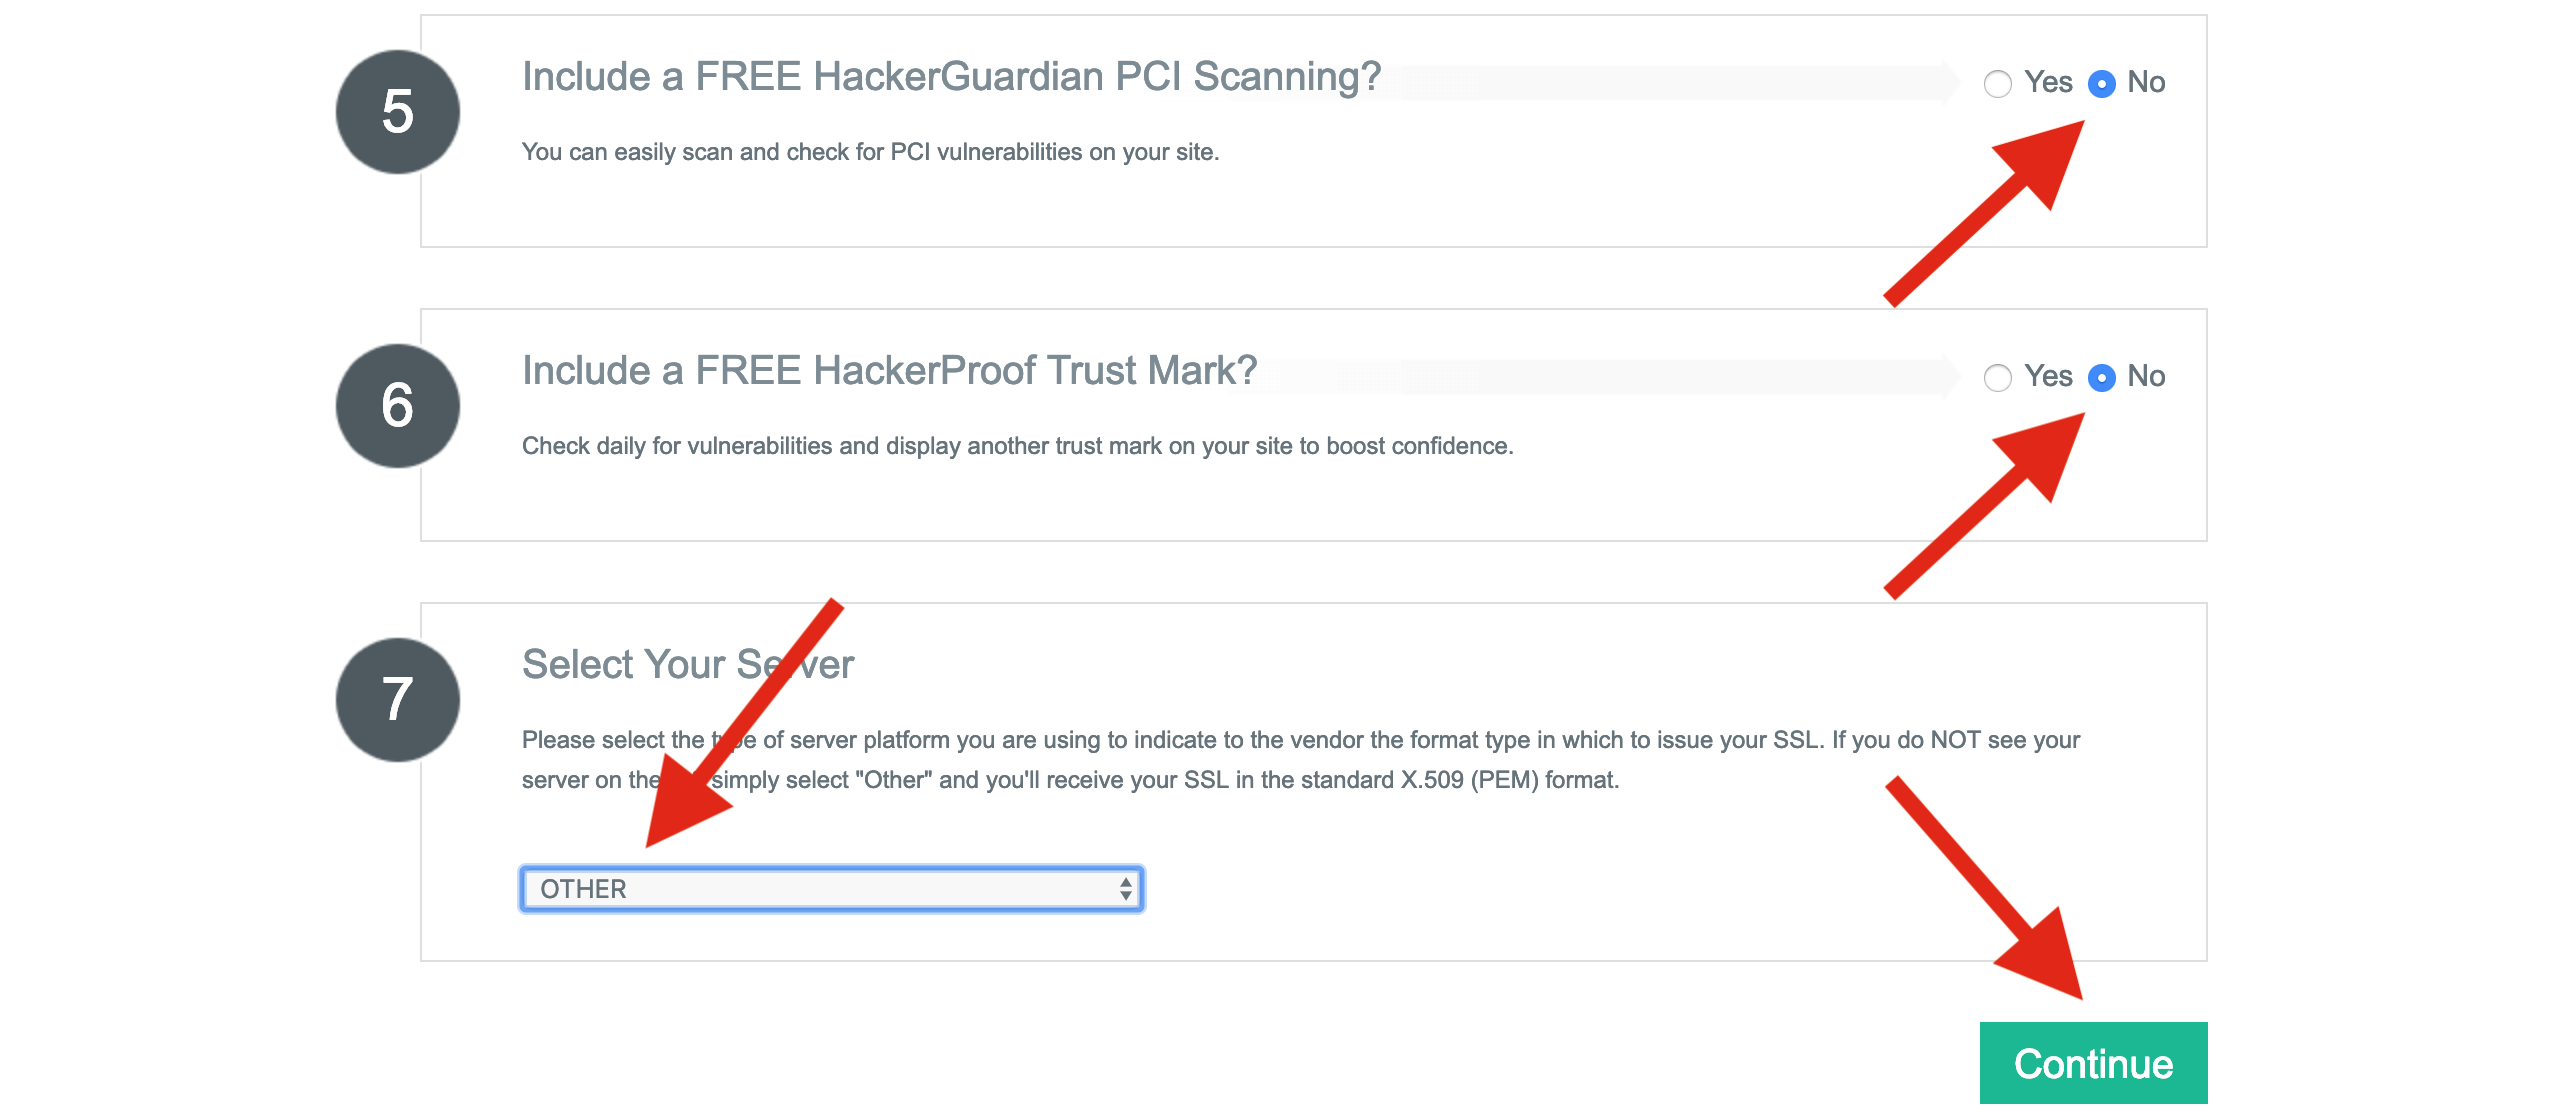 5
Include a FREE HackerGuardian PCI Scanning?
Yes No
You can easily scan and check for PCI vulnerabilities on your site.
6
Include a FREE HackerProof Trust Mark?
Yes No
Check daily for vulnerabilities and display another trust mark on your site to boost confidence.
7
Select Your Server
Please select the type of server platform you are using to indicate to the vendor the format type in which to issue your SSL. If you do NOT see your
server on the simply select "Other" and you'll receive your SSL in the standard X.509 (PEM) format.
OTHER
Continue